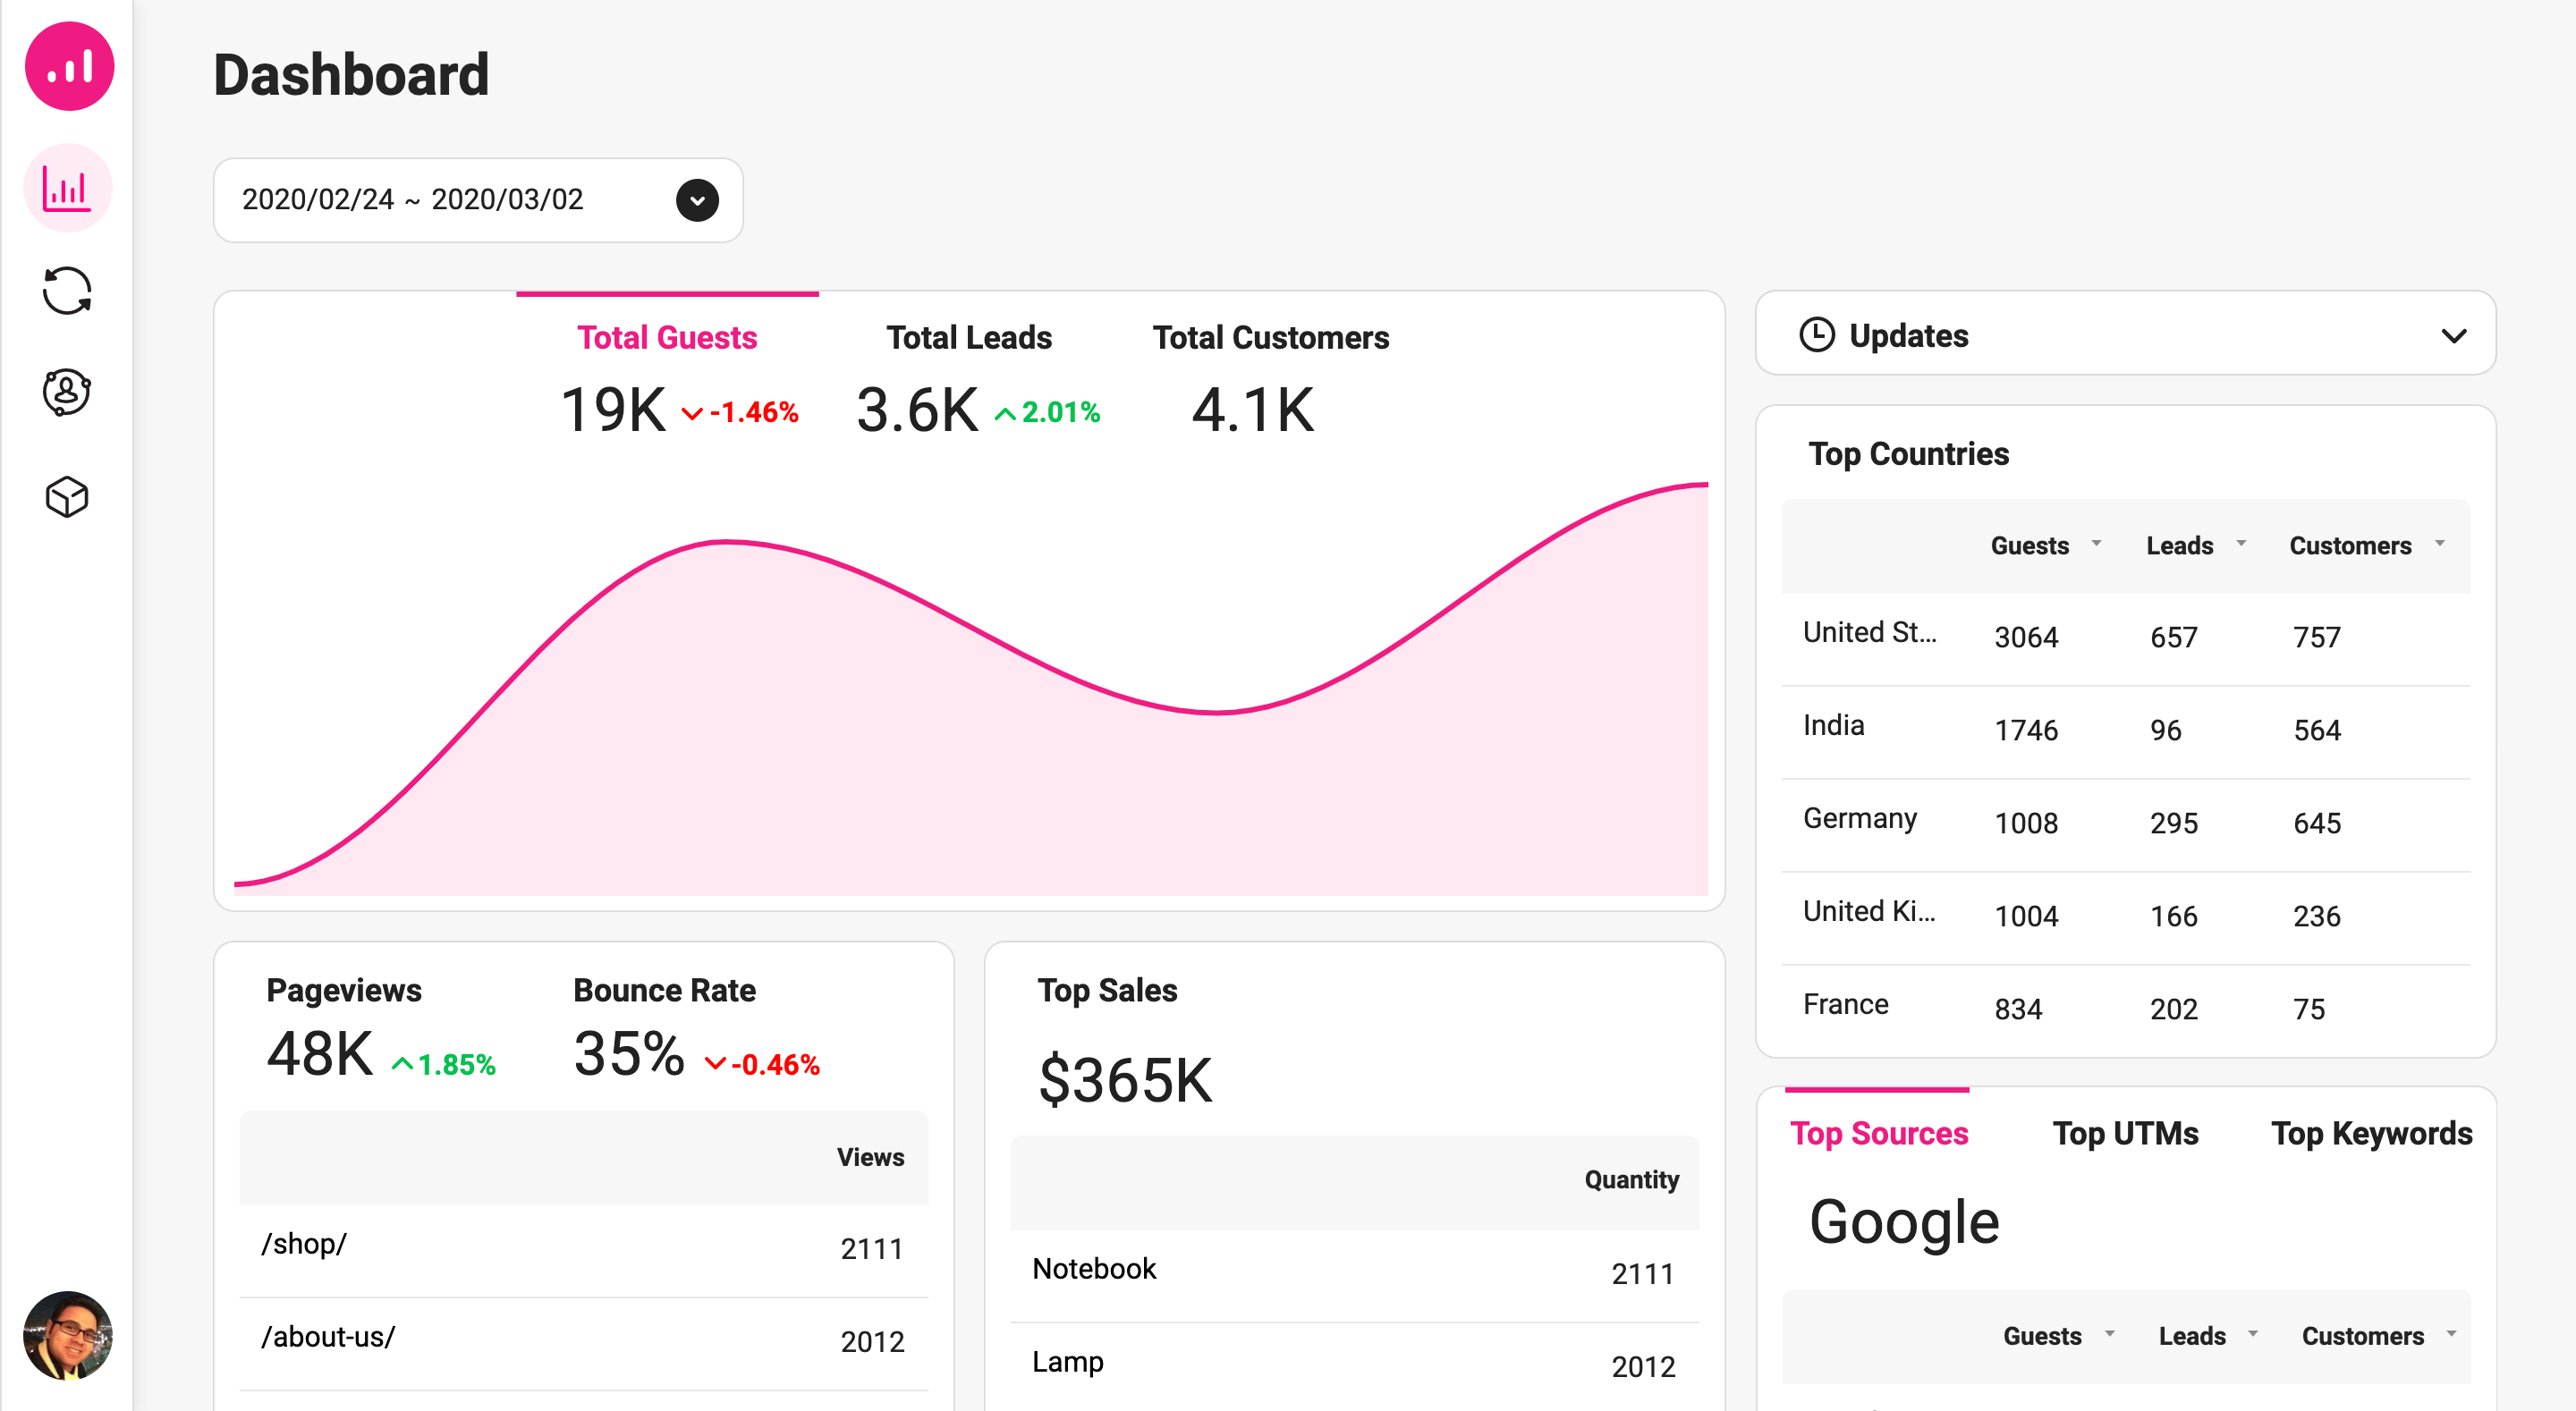 Dashboard
2020/02/24 ~ 2020/03/02
Total Guests Total Leads Total Customers
19K -1.46% 3.6K 2.01% 4.1K
Updates
Top Countries
Guests Leads Customers
United St... 3064 657 757
India 1746 96 564
Germany 1008 295 645
United Ki... 1004 166 236
France 834 202 75
Pageviews Bounce Rate
48K 1.85% 35% -0.46%
Views
/shop/ 2111
/about-us/ 2012
Top Sales
$365K
Quantity
Notebook 2111
Lamp 2012
Top Sources Top UTMs Top Keywords
Google
Guests Leads Customers